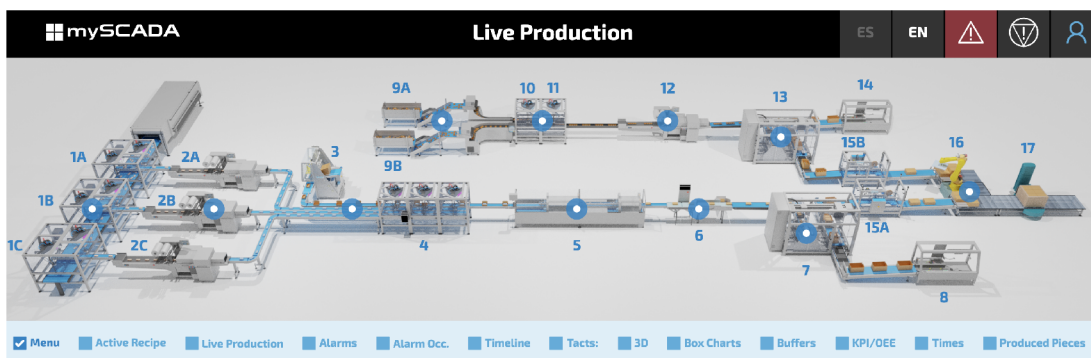 mySCADA
Live Production
ES
EN
9A
10
11
12
13
14
1A
2A
3
9B
15B
16
17
1B
2B
1C
2C
4
5
6
7
15A
8
Menu
Active Recipe
Live Production
Alarms
Alarm Occ.
Timeline
Tacts:
3D
Box Charts
Buffers
KPI/OEE
Times
Produced Pieces